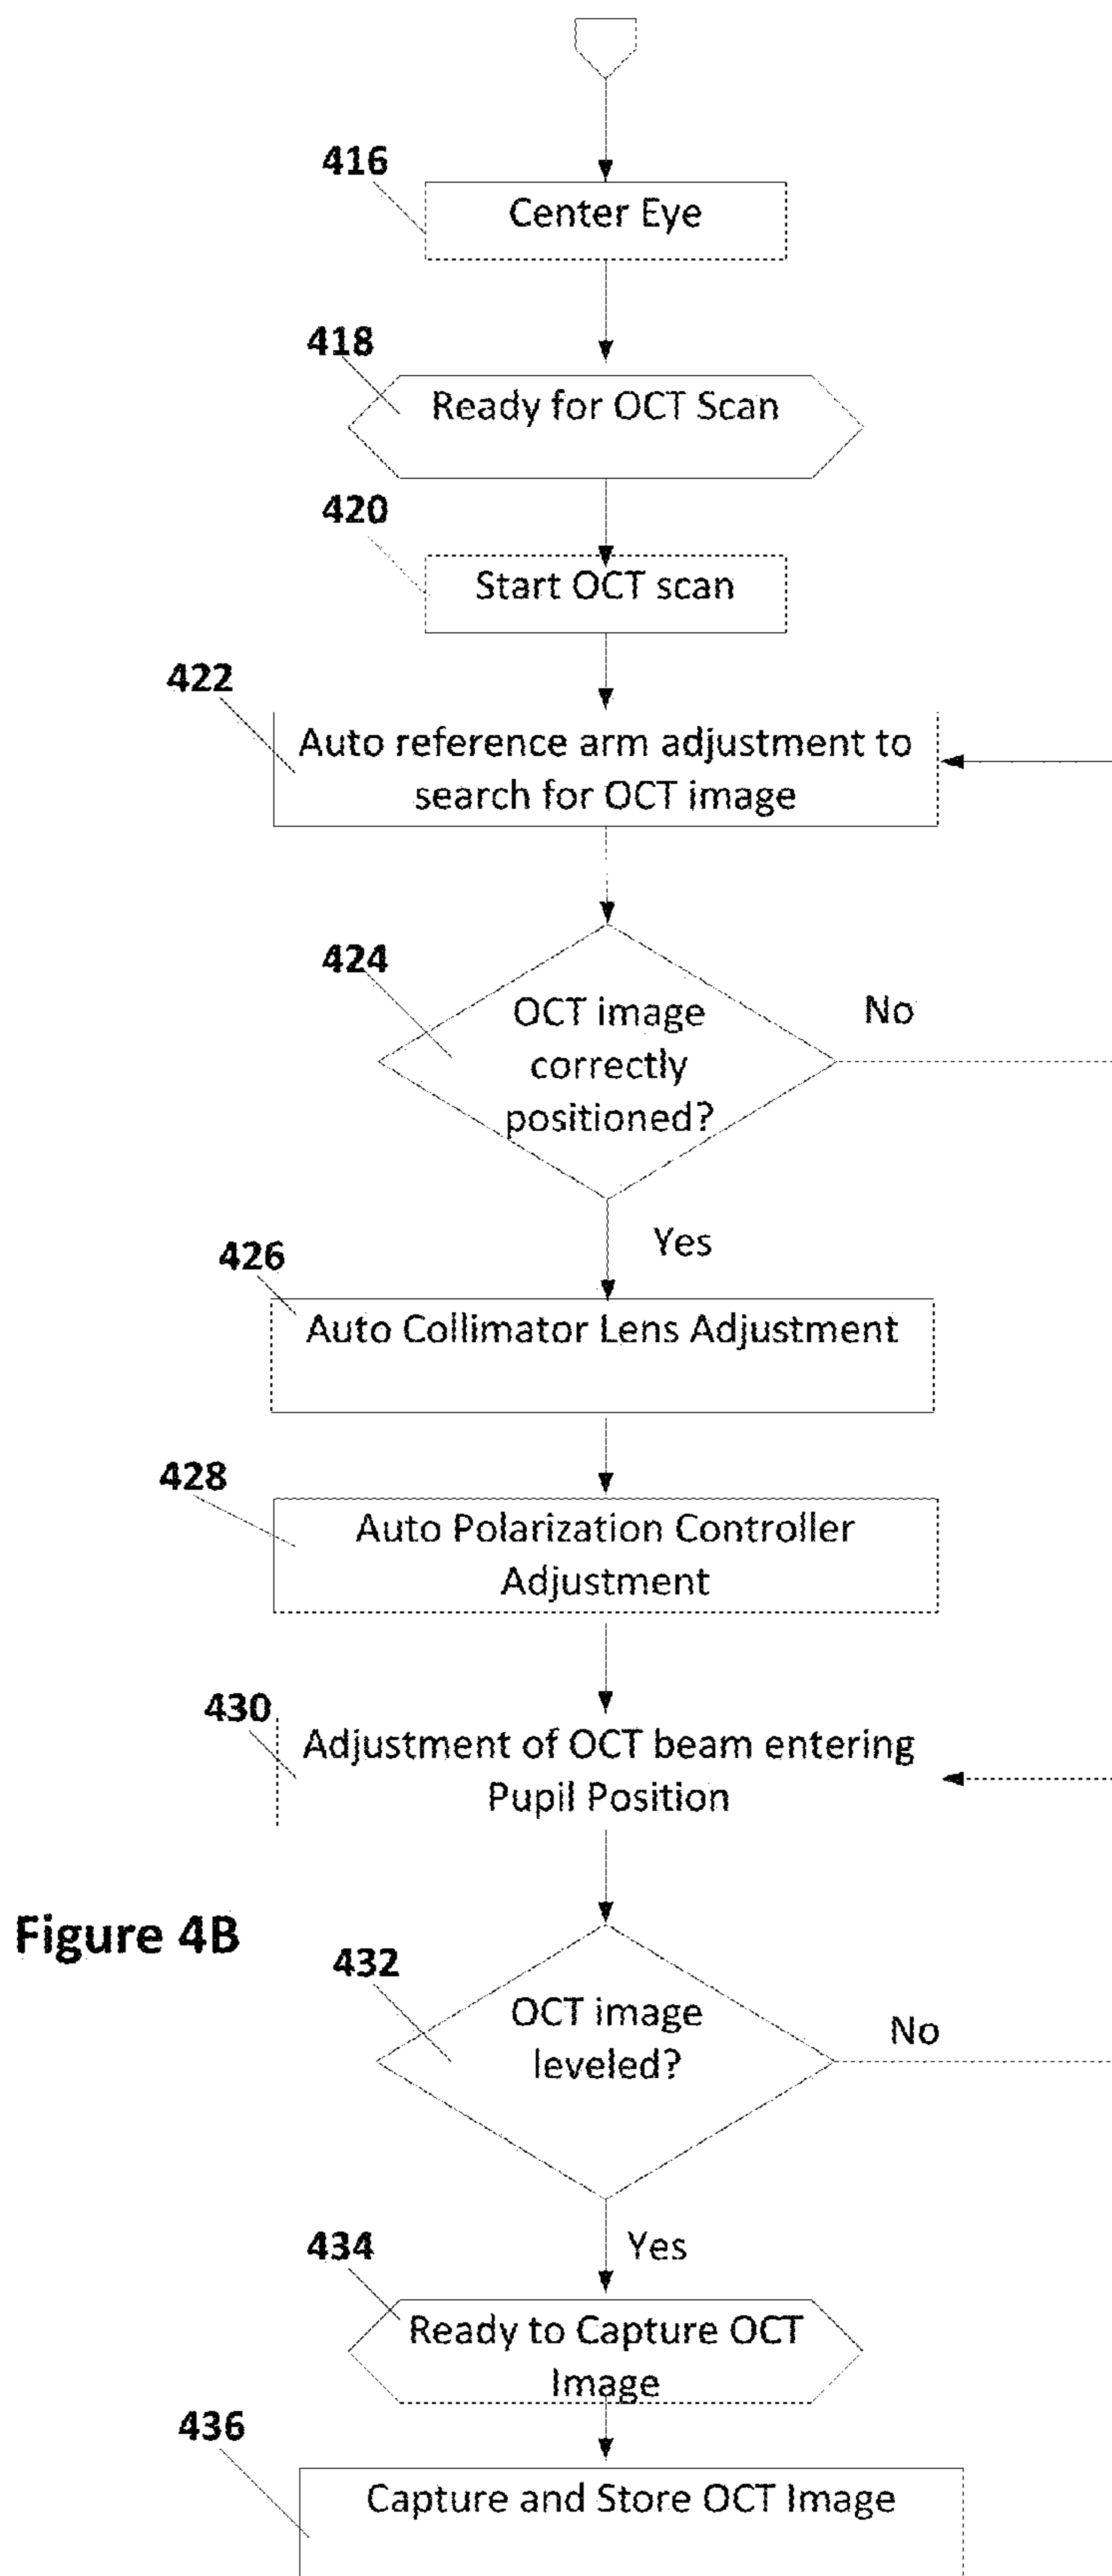 416
Center Eye
418
Ready for OCT Scan
420
Start OCT scan
422
Auto reference arm adjustment to
search for OCT image
424
OCT image
correctly
positioned?
No
Yes
426
Auto Collimator Lens Adjustment
428
Auto Polarization Controller
Adjustment
430
Adjustment of OCT beam entering
Pupil Position
Figure 4B
432
OCT image
leveled?
No
Yes
434
Ready to Capture OCT
Image
436
Capture and Store OCT Image